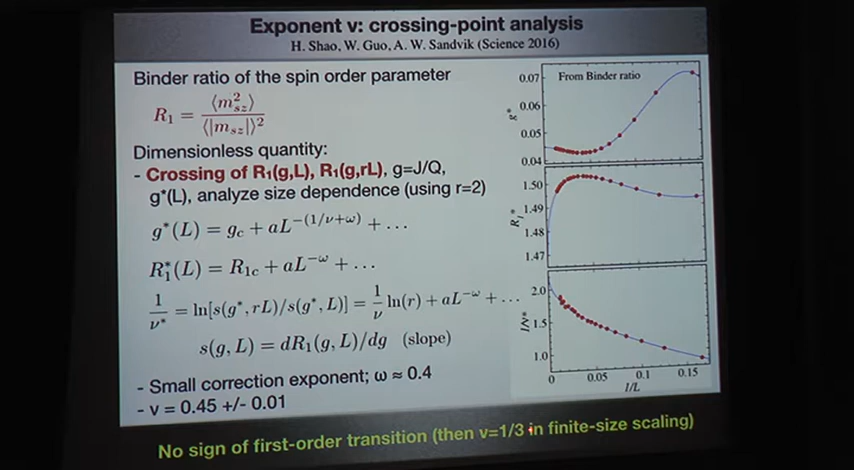 Exponent ν: crossing-point analysis
H. Shao, W. Guo, A. W. Sandvik (Science 2016)
Binder ratio of the spin order parameter
R₁ = ⟨m²_sz⟩ / ⟨|m_sz|⟩²
Dimensionless quantity:
- Crossing of R₁(g,L), R₁(g,rL), g=J/Q,
g*(L), analyze size dependence (using r=2)
g*(L) = g_c + aL^−(1/ν+ω) + ...
R₁*(L) = R₁c + aL^−ω + ...
1/ν* = ln[s(g*, rL)/s(g*, L)] = 1/ν ln(r) + aL^−ω + ...
s(g, L) = dR₁(g, L)/dg (slope)
- Small correction exponent; ω ≈ 0.4
- ν = 0.45 +/- 0.01
From Binder ratio
g*
0.07
0.06
0.05
0.04
R₁*
1.50
1.49
1.48
1.47
1/ν*
2.0
1.5
1.0
0 0.05 0.1 0.15
1/L
No sign of first-order transition (then ν=1/3 in finite-size scaling)